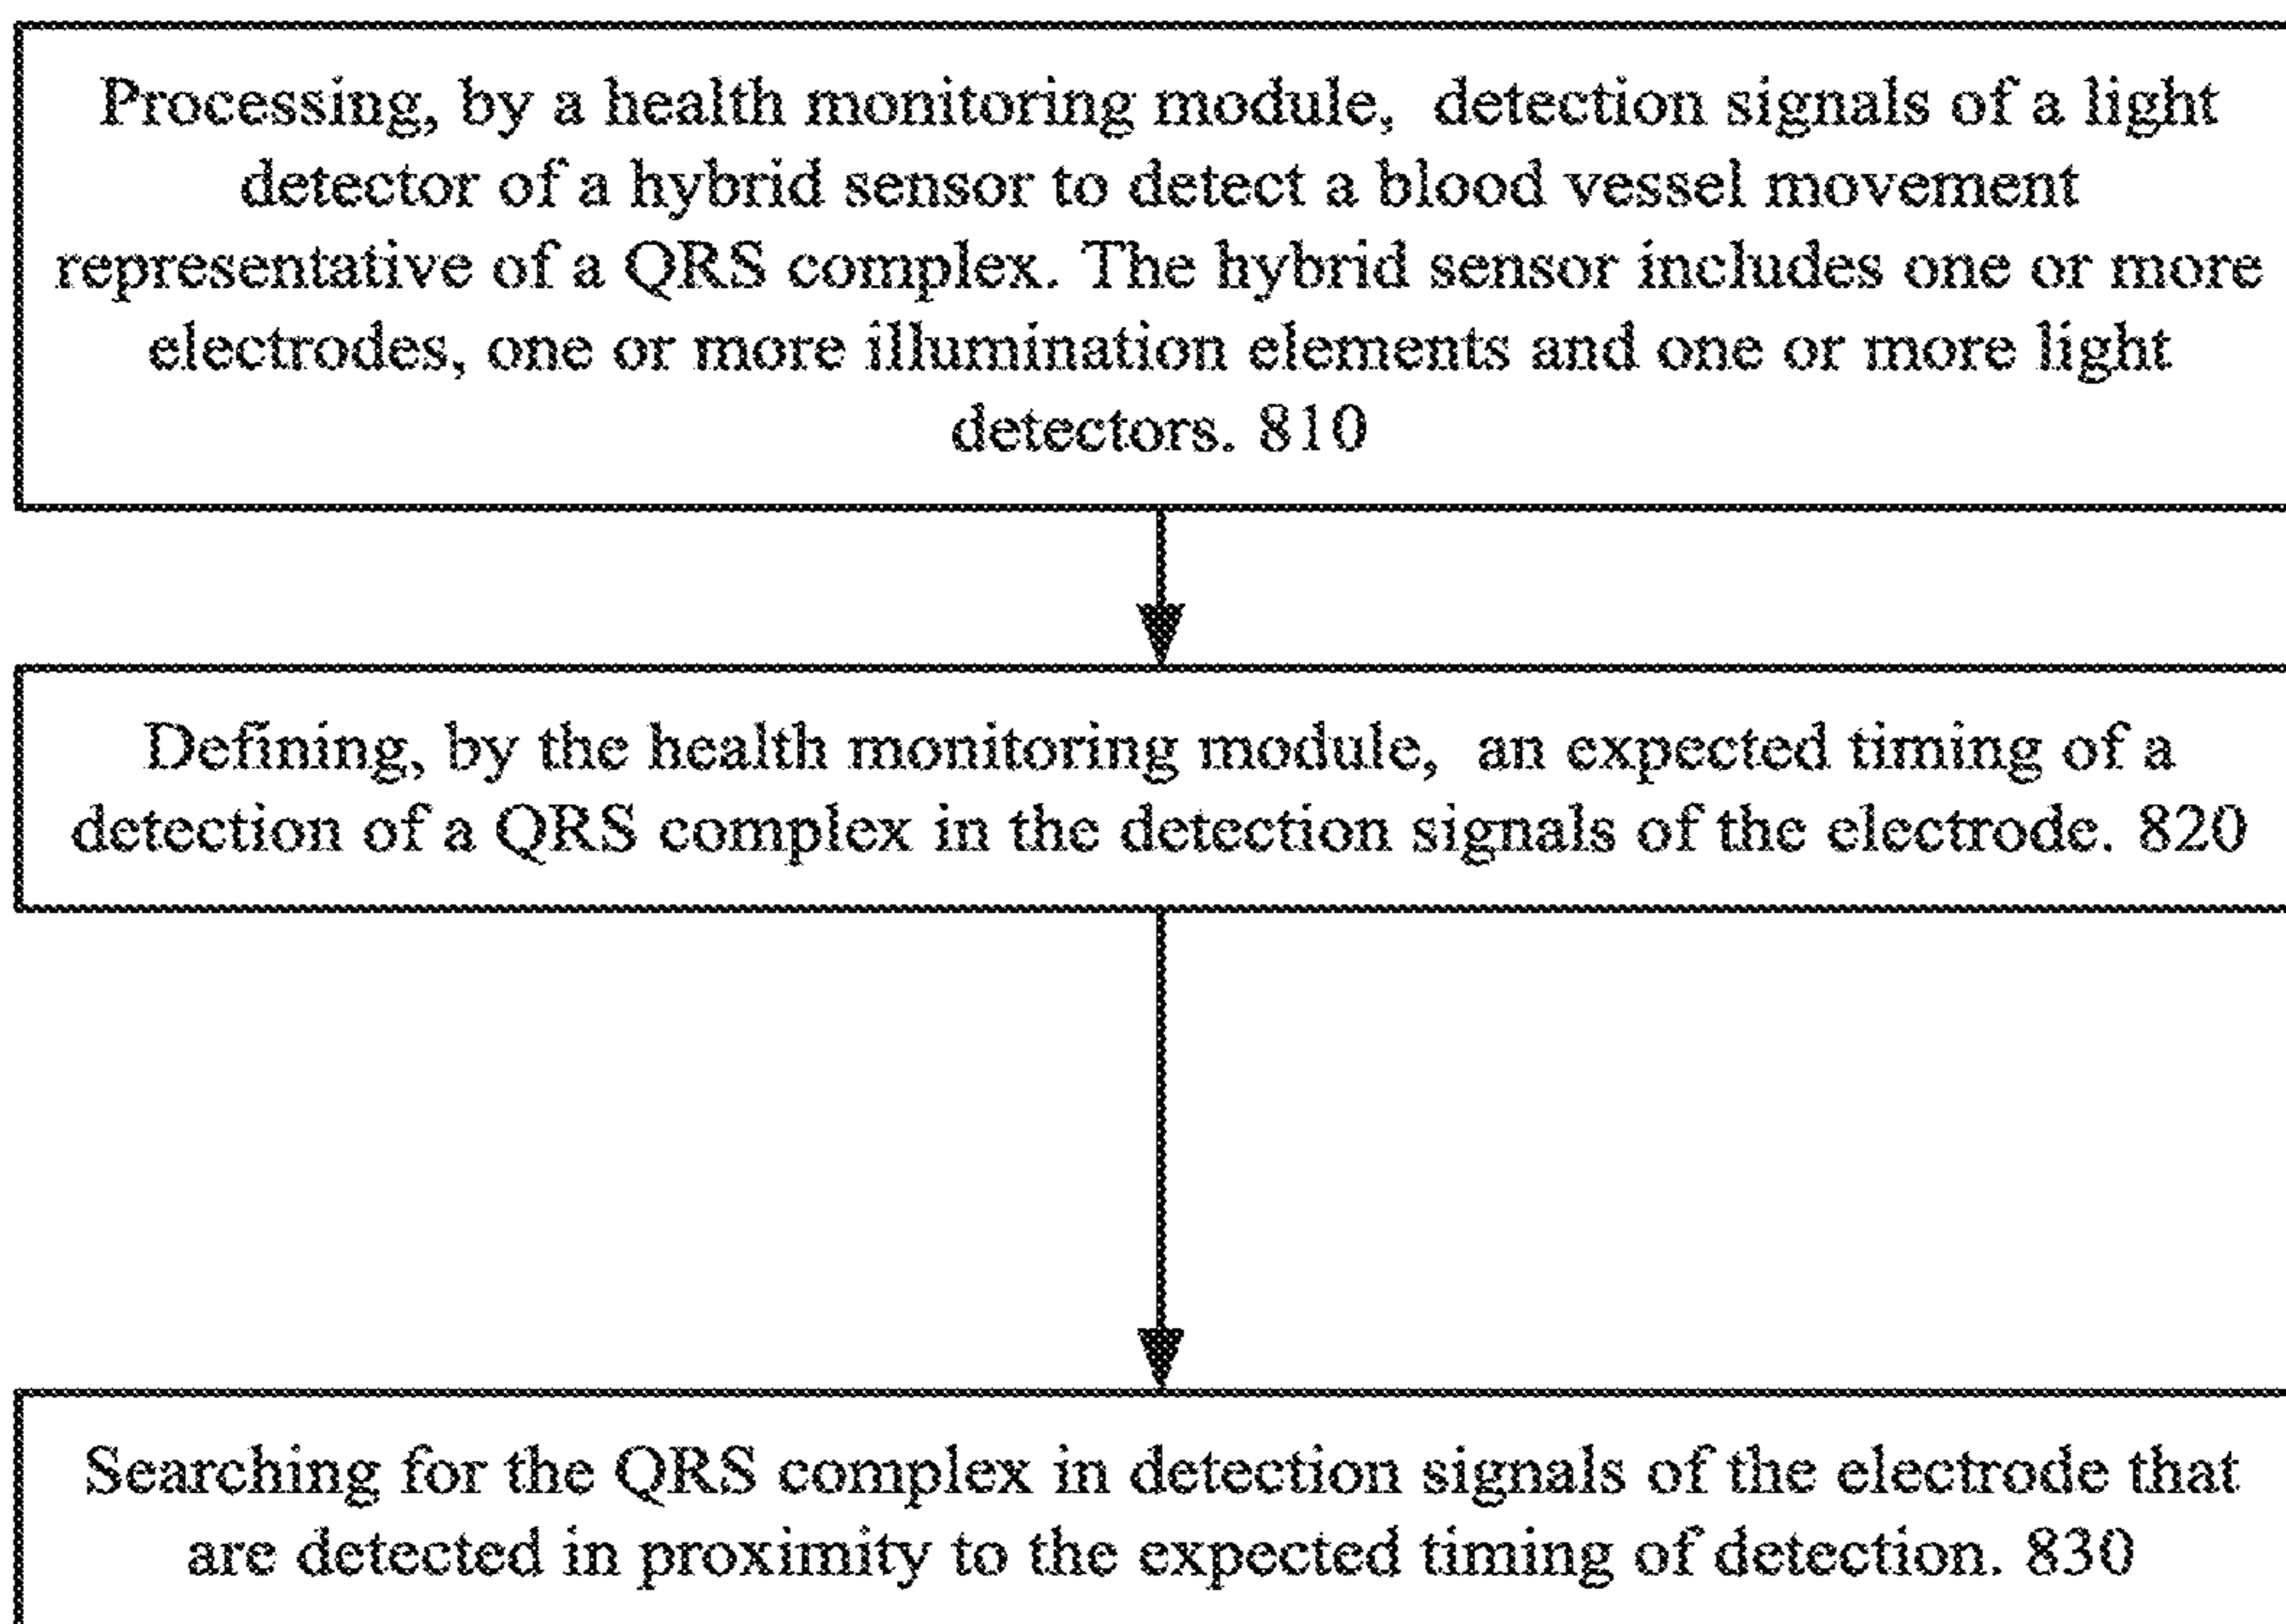 Processing, by a health monitoring module, detection signals of a light
detector of a hybrid sensor to detect a blood vessel movement
representative of a QRS complex. The hybrid sensor includes one or more
electrodes, one or more illumination elements and one or more light
detectors. 810
Defining, by the health monitoring module, an expected timing of a
detection of a QRS complex in the detection signals of the electrode. 820
Searching for the QRS complex in detection signals of the electrode that
are detected in proximity to the expected timing of detection. 830